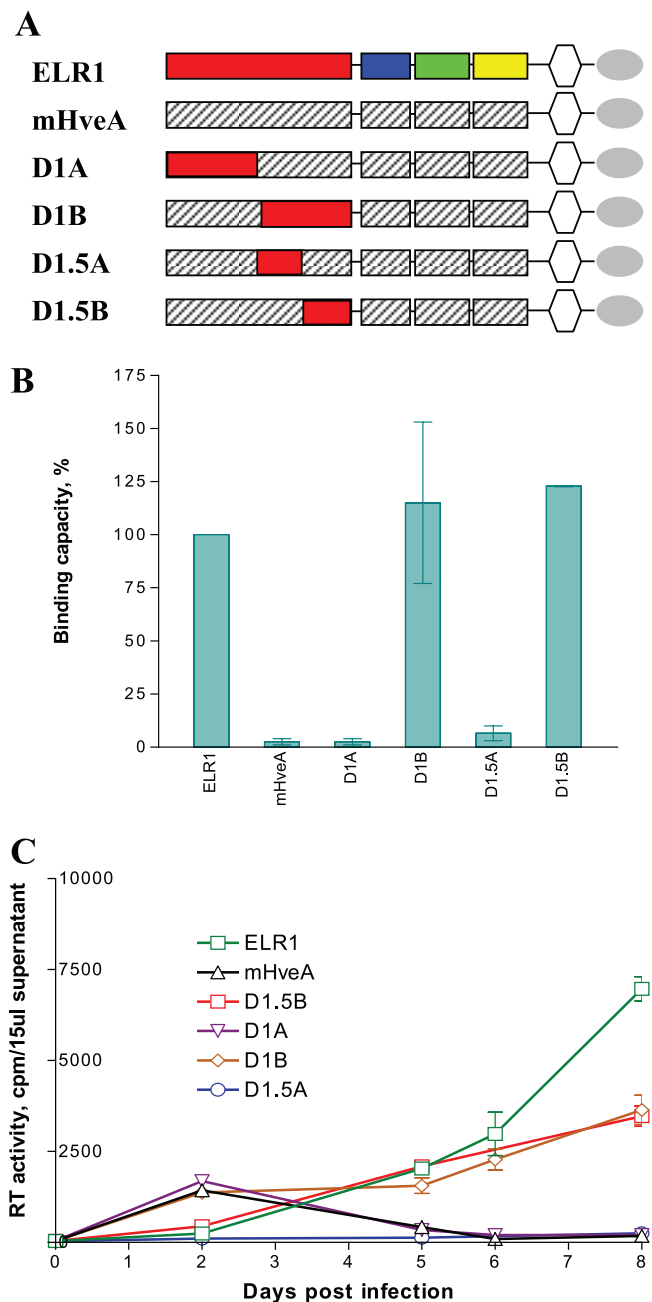 A
ELR1
mHveA
D1A
D1B
D1.5A
D1.5B
B
175
150
125
100
75
50
25
0
Binding capacity, %
ELR1
mHveA
D1A
D1B
D1.5A
D1.5B
C
10000
7500
5000
2500
0
RT activity, cpm/15ul supernatant
ELR1
mHveA
D1.5B
D1A
D1B
D1.5A
0 1 2 3 4 5 6 7 8
Days post infection